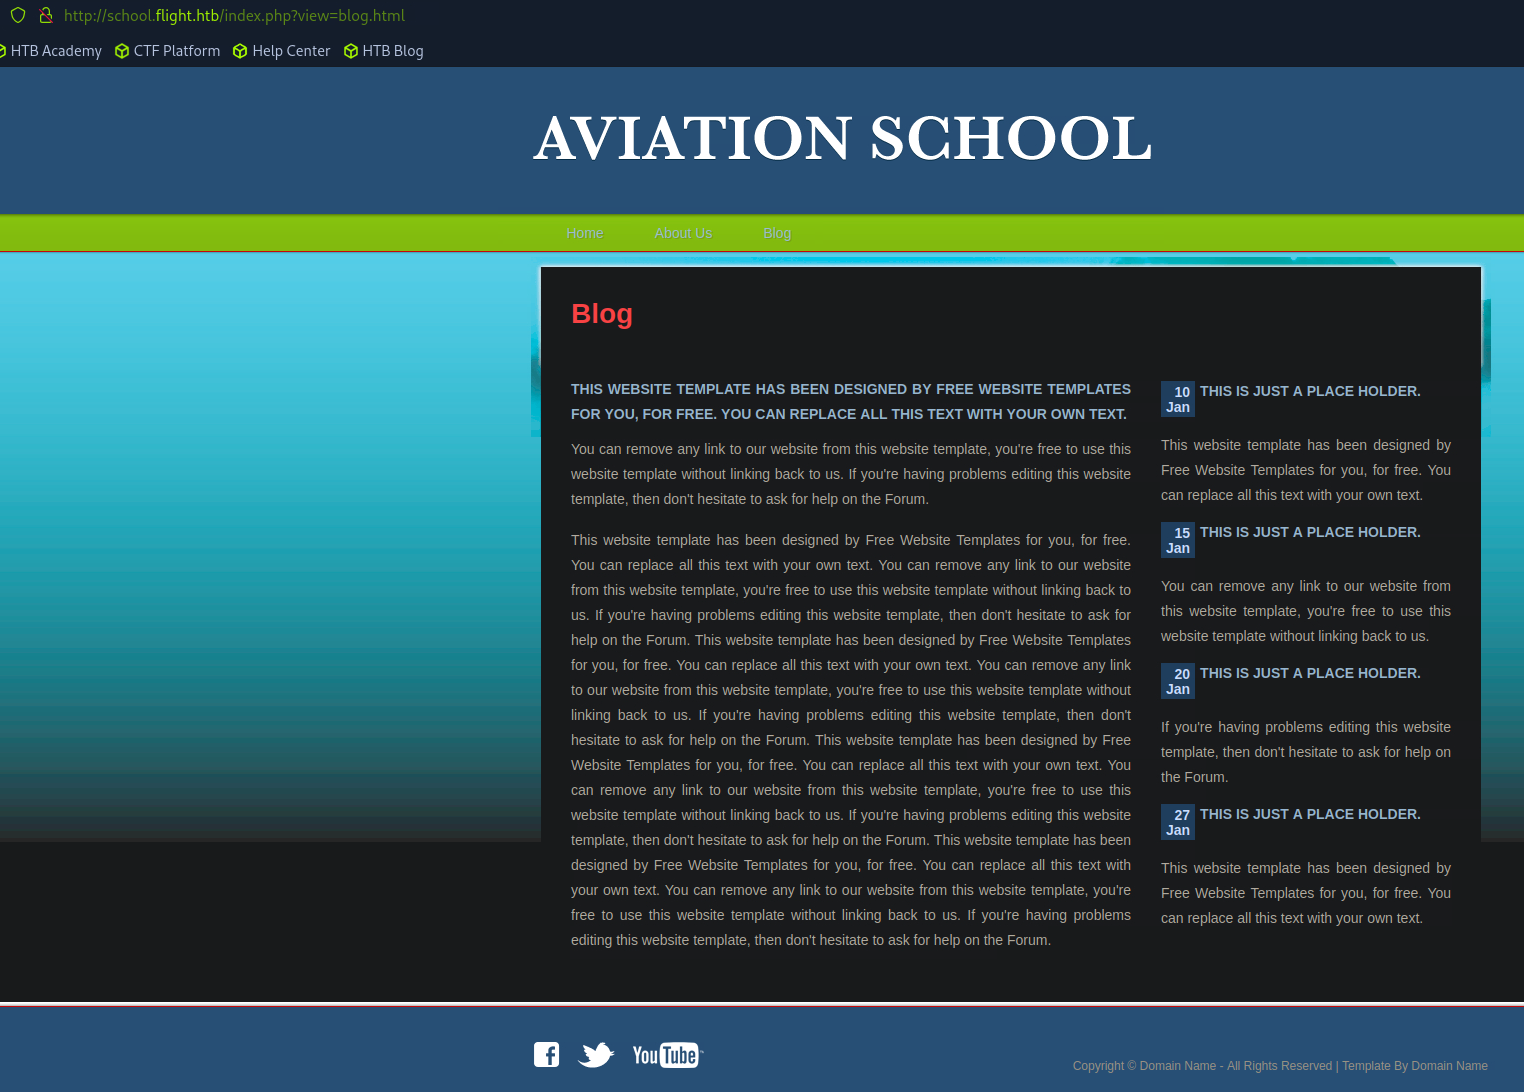 http://school.flight.htb/index.php?view=blog.html
HTB Academy CTF Platform Help Center HTB Blog
AVIATION SCHOOL
Home About Us Blog
Blog
THIS WEBSITE TEMPLATE HAS BEEN DESIGNED BY FREE WEBSITE TEMPLATES
FOR YOU, FOR FREE. YOU CAN REPLACE ALL THIS TEXT WITH YOUR OWN TEXT.
You can remove any link to our website from this website template, you're free to use this
website template without linking back to us. If you're having problems editing this website
template, then don't hesitate to ask for help on the Forum.
This website template has been designed by Free Website Templates for you, for free.
You can replace all this text with your own text. You can remove any link to our website
from this website template, you're free to use this website template without linking back to
us. If you're having problems editing this website template, then don't hesitate to ask for
help on the Forum. This website template has been designed by Free Website Templates
for you, for free. You can replace all this text with your own text. You can remove any link
to our website from this website template, you're free to use this website template without
linking back to us. If you're having problems editing this website template, then don't
hesitate to ask for help on the Forum. This website template has been designed by Free
Website Templates for you, for free. You can replace all this text with your own text. You
can remove any link to our website from this website template, you're free to use this
website template without linking back to us. If you're having problems editing this website
template, then don't hesitate to ask for help on the Forum. This website template has been
designed by Free Website Templates for you, for free. You can replace all this text with
your own text. You can remove any link to our website from this website template, you're
free to use this website template without linking back to us. If you're having problems
editing this website template, then don't hesitate to ask for help on the Forum.
10
Jan
THIS IS JUST A PLACE HOLDER.
This website template has been designed by
Free Website Templates for you, for free. You
can replace all this text with your own text.
15
Jan
THIS IS JUST A PLACE HOLDER.
You can remove any link to our website from
this website template, you're free to use this
website template without linking back to us.
20
Jan
THIS IS JUST A PLACE HOLDER.
If you're having problems editing this website
template, then don't hesitate to ask for help on
the Forum.
27
Jan
THIS IS JUST A PLACE HOLDER.
This website template has been designed by
Free Website Templates for you, for free. You
can replace all this text with your own text.
f
YouTube
Copyright © Domain Name - All Rights Reserved | Template By Domain Name